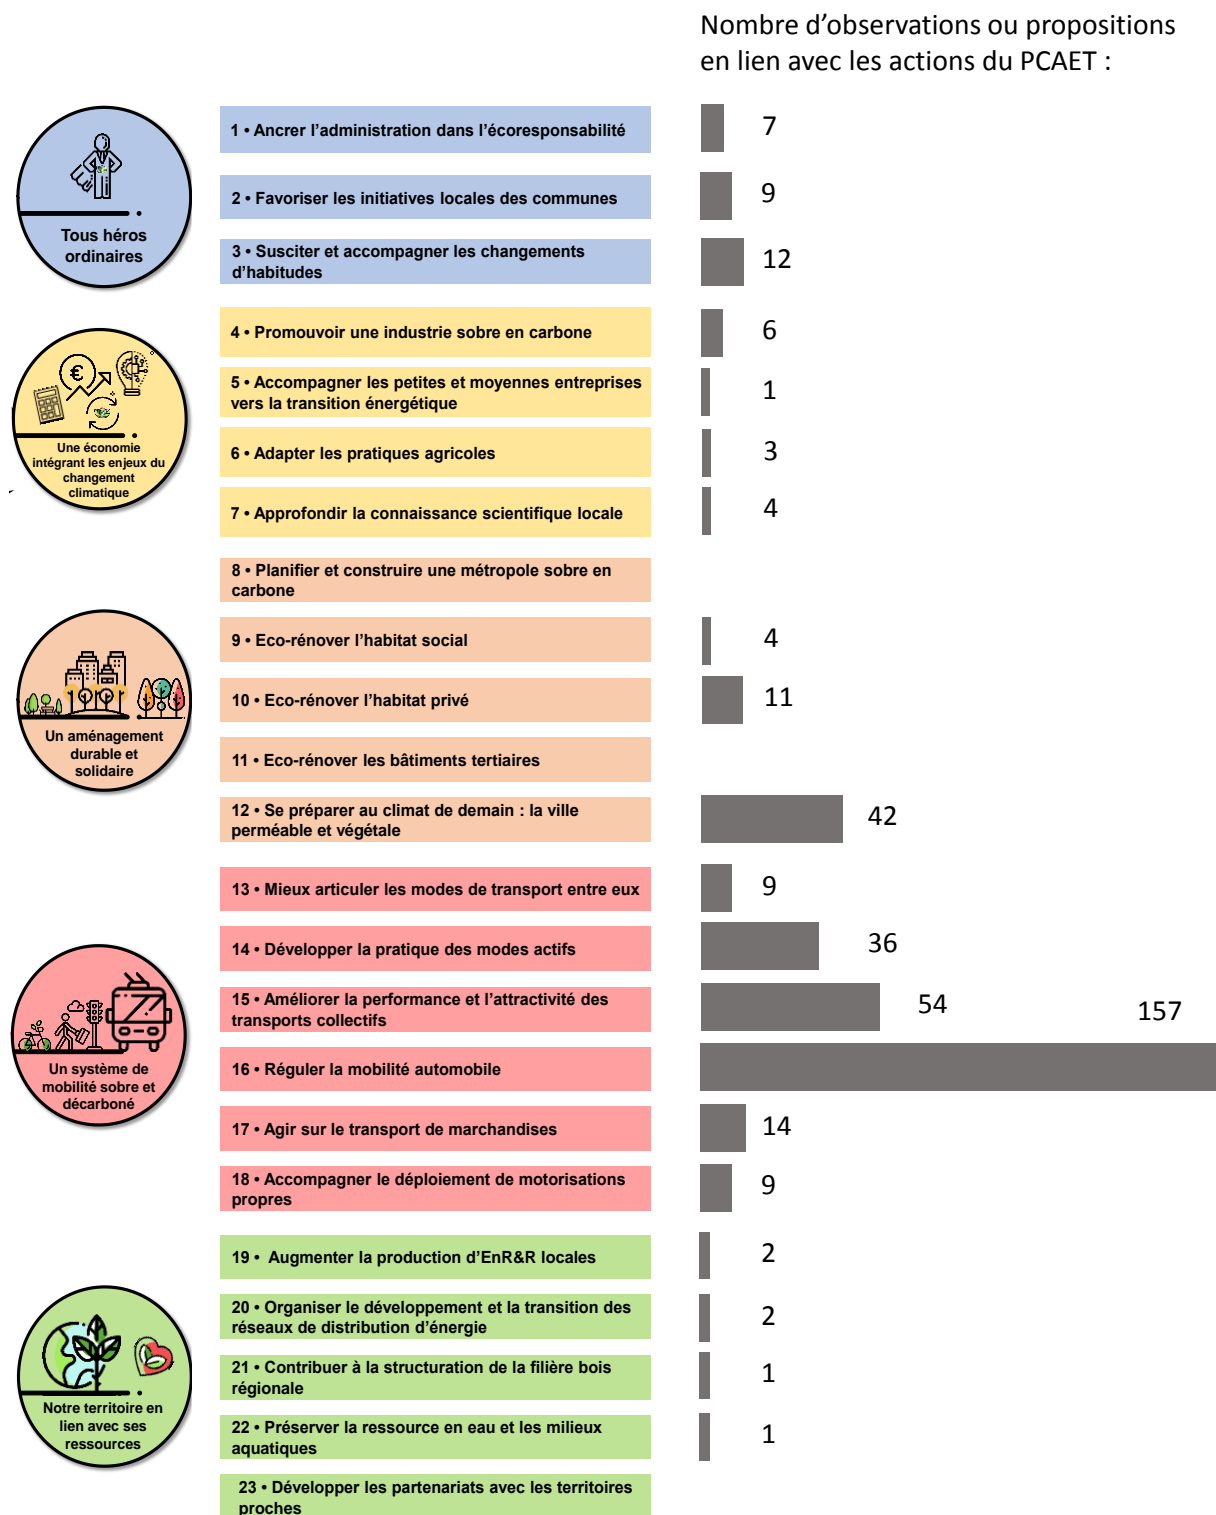 Nombre d'observations ou propositions
en lien avec les actions du PCAET :
Tous héros
ordinaires
1 • Ancrer l'administration dans l'écoresponsabilité
7
2 • Favoriser les initiatives locales des communes
9
3 • Susciter et accompagner les changements
d'habitudes
12
Une économie
intégrant les enjeux du
changement
climatique
4 • Promouvoir une industrie sobre en carbone
6
5 • Accompagner les petites et moyennes entreprises
vers la transition énergétique
1
6 • Adapter les pratiques agricoles
3
7 • Approfondir la connaissance scientifique locale
4
Un aménagement
durable et
solidaire
8 • Planifier et construire une métropole sobre en
carbone
9 • Eco-rénover l'habitat social
4
10 • Eco-rénover l'habitat privé
11
11 • Eco-rénover les bâtiments tertiaires
12 • Se préparer au climat de demain : la ville
perméable et végétale
42
Un système de
mobilité sobre et
décarboné
13 • Mieux articuler les modes de transport entre eux
9
14 • Développer la pratique des modes actifs
36
15 • Améliorer la performance et l'attractivité des
transports collectifs
54
157
16 • Réguler la mobilité automobile
17 • Agir sur le transport de marchandises
14
18 • Accompagner le déploiement de motorisations
propres
9
Notre territoire en
lien avec ses
ressources
19 • Augmenter la production d'EnR&R locales
2
20 • Organiser le développement et la transition des
réseaux de distribution d'énergie
2
21 • Contribuer à la structuration de la filière bois
régionale
1
22 • Préserver la ressource en eau et les milieux
aquatiques
1
23 • Développer les partenariats avec les territoires
proches